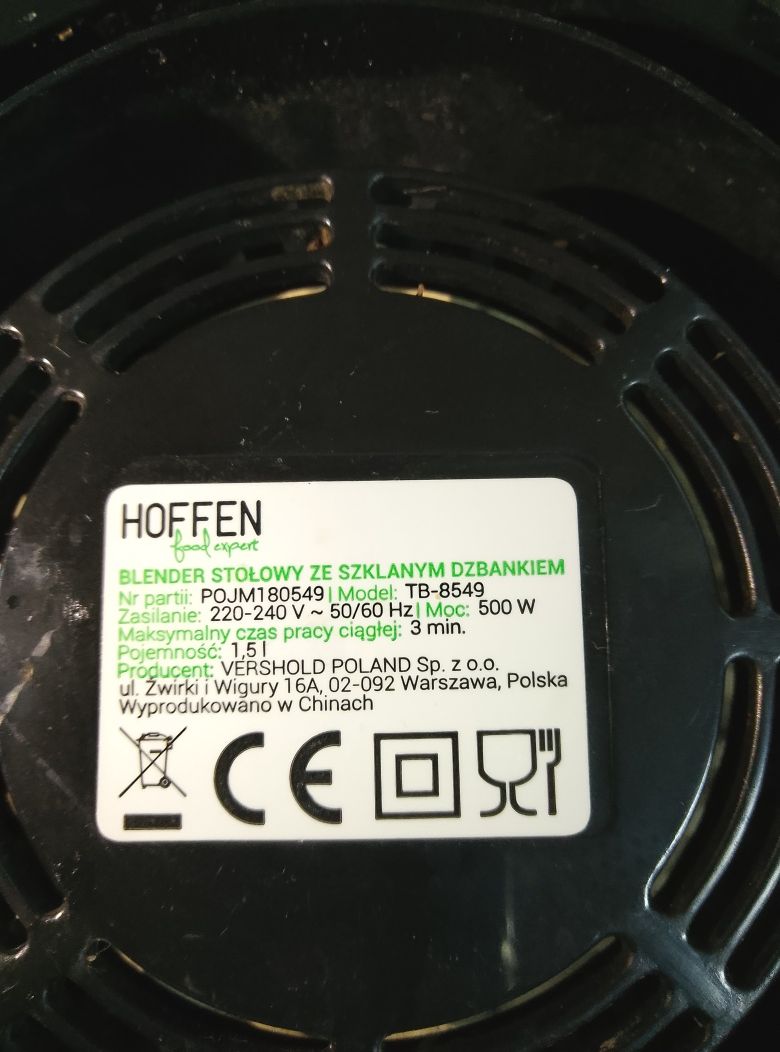 HOFFEN
food expert
BLENDER STOŁOWY ZE SZKLANYM DZBANKIEM
Nr partii: POJM180549 | Model: TB-8549
Zasilanie: 220-240 V ~ 50/60 Hz | Moc: 500 W
Maksymalny czas pracy ciągłej: 3 min.
Pojemność: 1,5 l
Producent: VERSHOLD POLAND Sp. z o.o.
ul. Żwirki i Wigury 16A, 02-092 Warszawa, Polska
Wyprodukowano w Chinach
CE